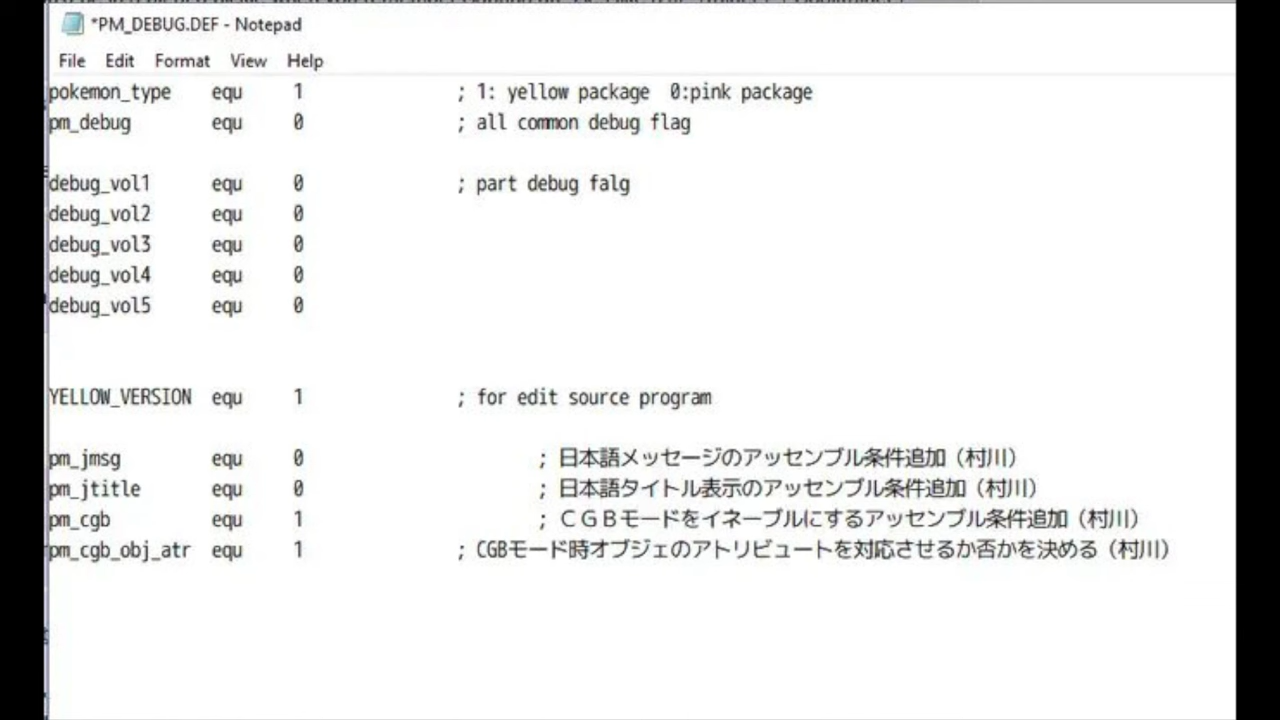 *PM_DEBUG.DEF - Notepad
File Edit Format View Help
pokemon_type equ 1 ; 1: yellow package 0:pink package
pm_debug equ 0 ; all common debug flag
debug_vol1 equ 0 ; part debug falg
debug_vol2 equ 0
debug_vol3 equ 0
debug_vol4 equ 0
debug_vol5 equ 0
YELLOW_VERSION equ 1 ; for edit source program
pm_jmsg equ 0 ; 日本語メッセージのアッセンブル条件追加（村川）
pm_jtitle equ 0 ; 日本語タイトル表示のアッセンブル条件追加（村川）
pm_cgb equ 1 ; ＣＧＢモードをイネーブルにするアッセンブル条件追加（村川）
pm_cgb_obj_atr equ 1 ; CGBモード時オブジェのアトリビュートを対応させるか否かを決める（村川）